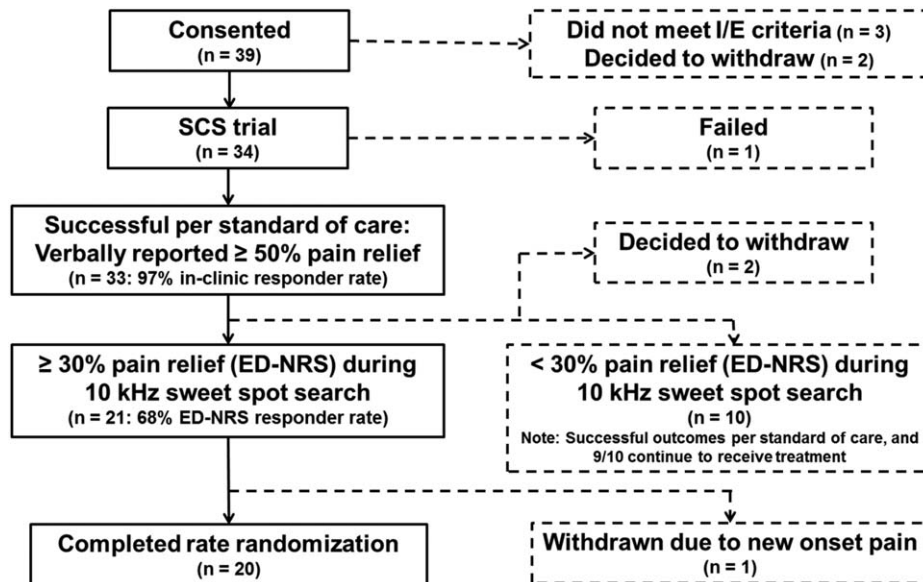 Consented
(n = 39)
Did not meet I/E criteria (n = 3)
Decided to withdraw (n = 2)
SCS trial
(n = 34)
Failed
(n = 1)
Successful per standard of care:
Verbally reported ≥ 50% pain relief
(n = 33: 97% in-clinic responder rate)
Decided to withdraw
(n = 2)
≥ 30% pain relief (ED-NRS) during
10 kHz sweet spot search
(n = 21: 68% ED-NRS responder rate)
< 30% pain relief (ED-NRS) during
10 kHz sweet spot search
(n = 10)
Note: Successful outcomes per standard of care, and
9/10 continue to receive treatment
Completed rate randomization
(n = 20)
Withdrawn due to new onset pain
(n = 1)